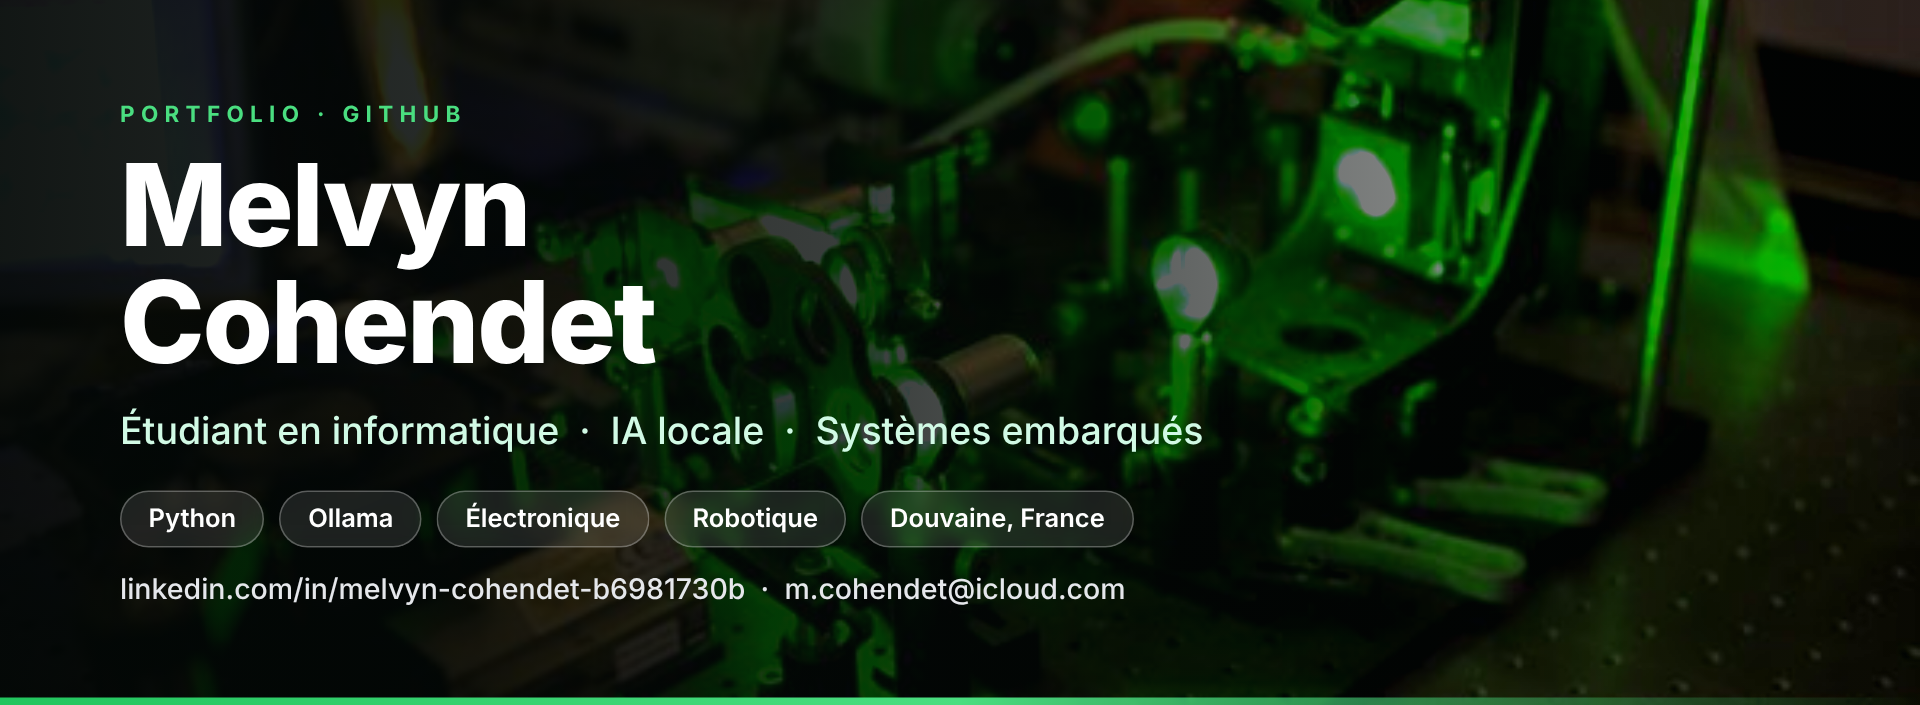 PORTFOLIO · GITHUB
Melvyn
Cohendet
Étudiant en informatique · IA locale · Systèmes embarqués
Python Ollama Électronique Robotique Douvaine, France
linkedin.com/in/melvyn-cohendet-b6981730b · m.cohendet@icloud.com